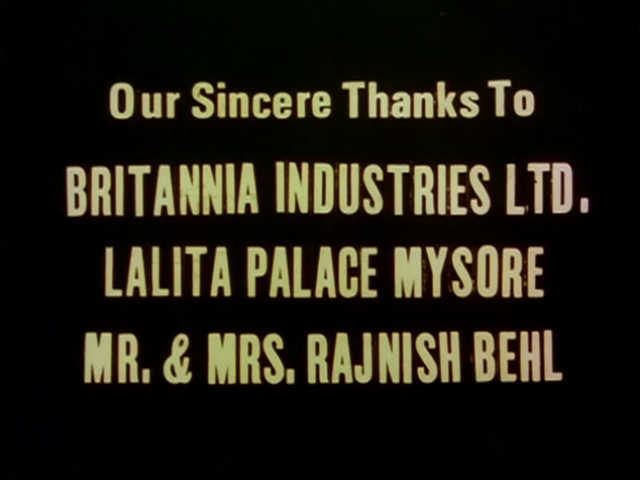 Our Sincere Thanks To
BRITANNIA INDUSTRIES LTD.
LALITA PALACE MYSORE
MR. & MRS. RAJNISH BEHL